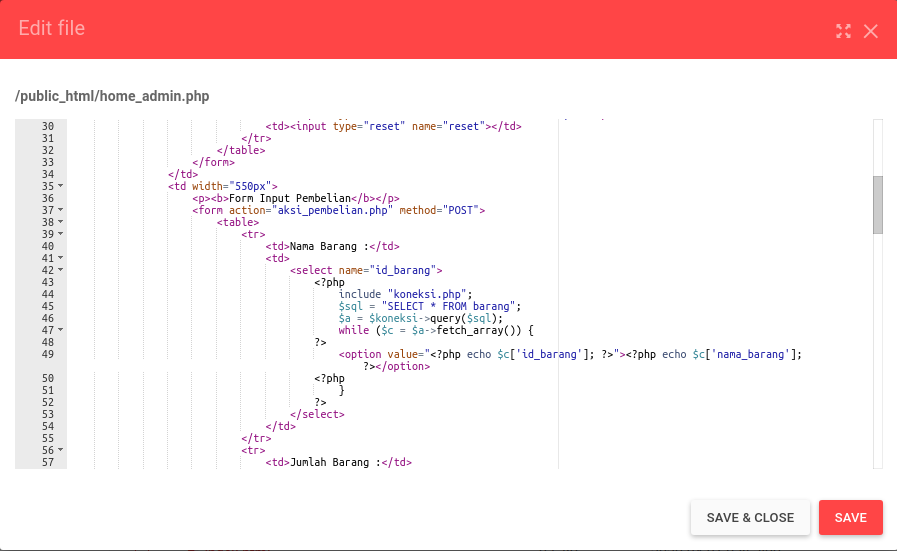 Edit file
/public_html/home_admin.php
30 <td><input type="reset" name="reset"></td>
31 </tr>
32 </table>
33 </form>
34 </td>
35 <td width="550px">
36 <p><b>Form Input Pembelian</b></p>
37 <form action="aksi_pembelian.php" method="POST">
38 <table>
39 <tr>
40 <td>Nama Barang :</td>
41 <td>
42 <select name="id_barang">
43 <?php
44 include "koneksi.php";
45 $sql = "SELECT * FROM barang";
46 $a = $koneksi->query($sql);
47 while ($c = $a->fetch_array()) {
48 ?>
49 <option value="<?php echo $c['id_barang']; ?>"><?php echo $c['nama_barang'];
?></option>
50 <?php
51 }
52 ?>
53 </select>
54 </td>
55 </tr>
56 <tr>
57 <td>Jumlah Barang :</td>
SAVE & CLOSE
SAVE